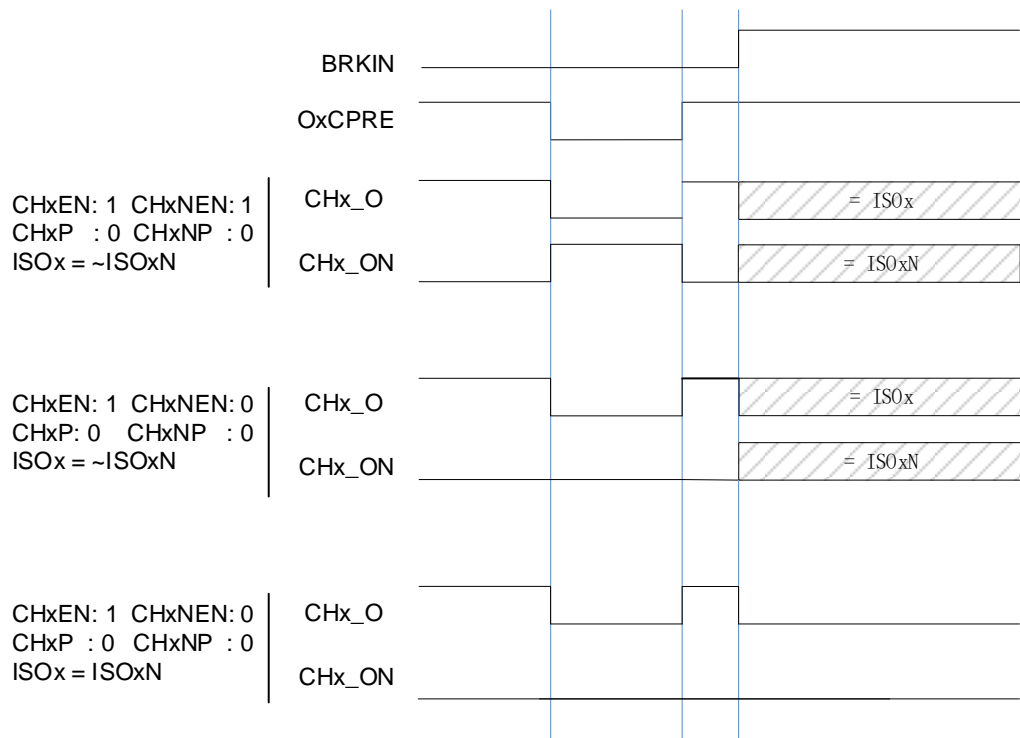 BRKIN
OxCPRE
CHxEN: 1 CHxNEN: 1
CHxP : 0 CHxNP : 0
ISOx = ~ISOxN
CHx_O
= ISOx
CHx_ON
= ISOxN
CHxEN: 1 CHxNEN: 0
CHxP: 0 CHxNP : 0
ISOx = ~ISOxN
CHx_O
= ISOx
CHx_ON
= ISOxN
CHxEN: 1 CHxNEN: 0
CHxP : 0 CHxNP : 0
ISOx = ISOxN
CHx_O
CHx_ON